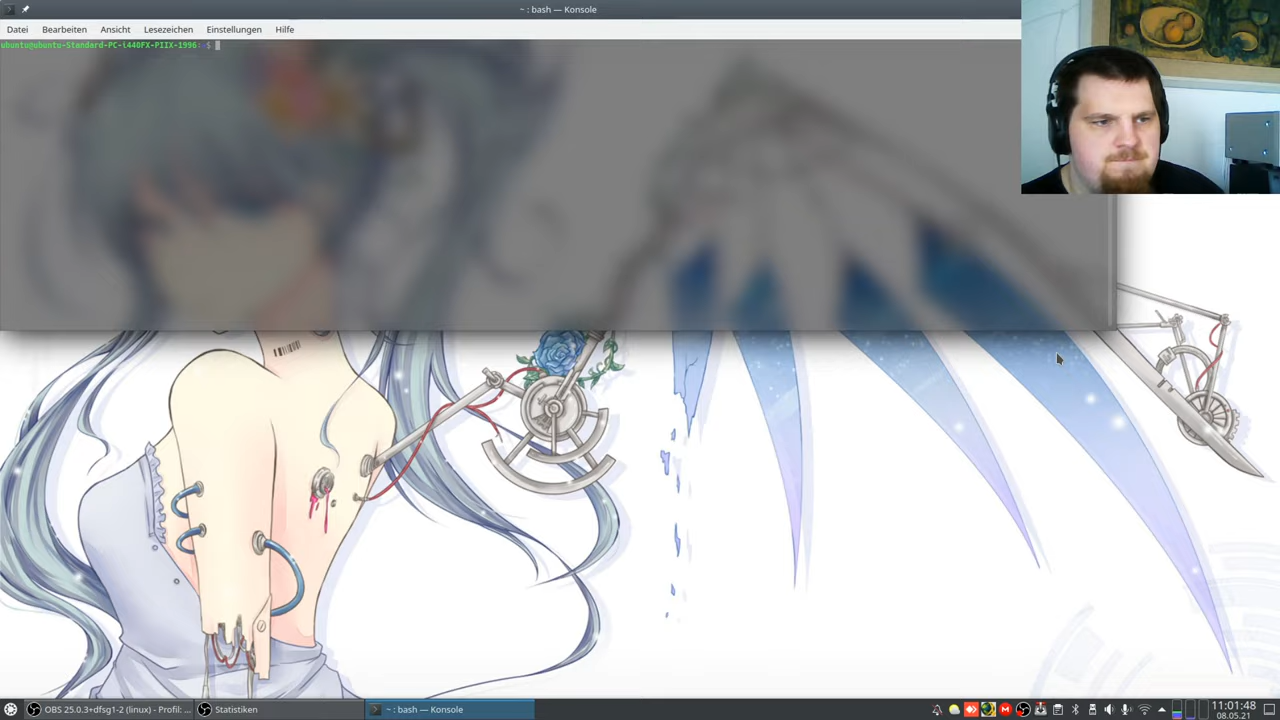 ~ : bash — Konsole
Datei Bearbeiten Ansicht Lesezeichen Einstellungen Hilfe
ubuntu@ubuntu-Standard-PC-i440FX-PIIX-1996:~$
OBS 25.0.3+dfsg1-2 (linux) - Profil: ...
Statistiken
~ : bash — Konsole
11:01:48
08.05.21